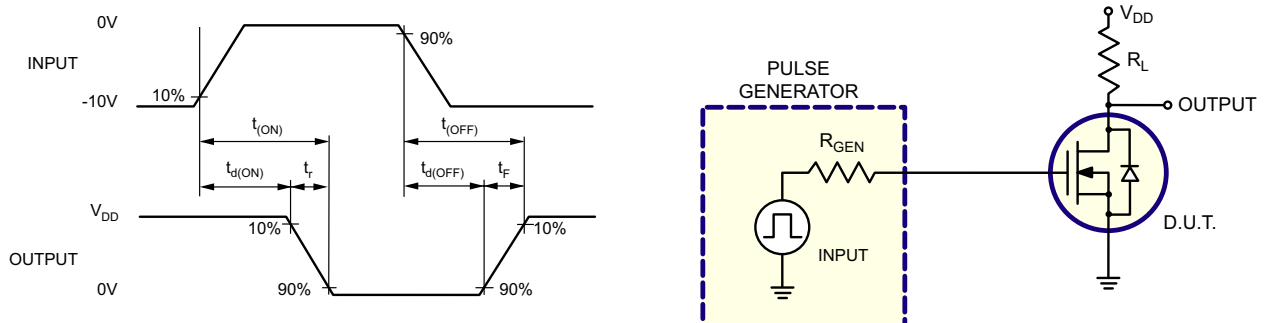 0V
INPUT
-10V
10%
90%
t(ON)
t(OFF)
td(ON)
tr
td(OFF)
tF
VDD
10%
10%
OUTPUT
0V
90%
90%
PULSE
GENERATOR
RGEN
INPUT
VDD
RL
OUTPUT
D.U.T.